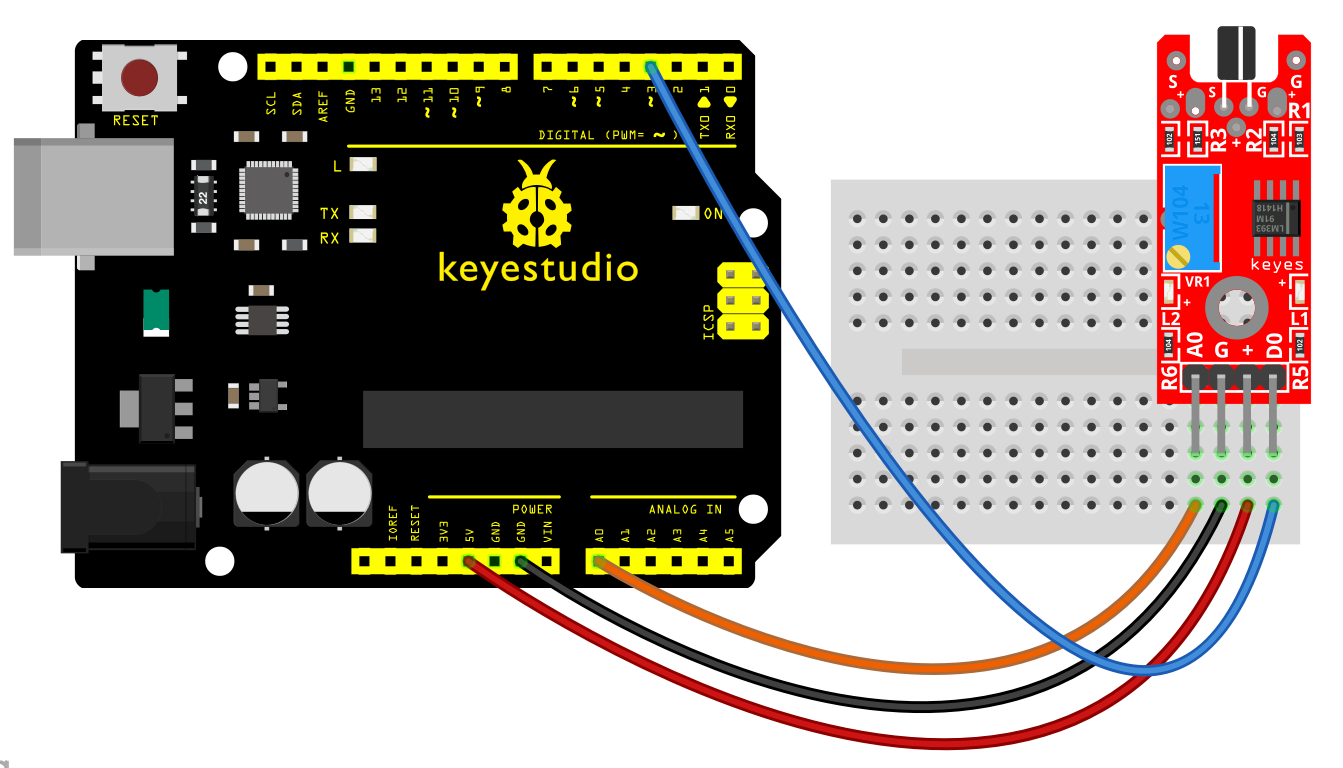 RESET
SCL
SDA
AREF
GND
13
12
~11
~10
~9
8
7
~6
~5
4
~3
2
TX0 1
RX0 0
DIGITAL (PWM= ~ )
L
TX
RX
ON
22
keyestudio
ICSP
POWER
ANALOG IN
IOREF
RESET
3V3
5V
GND
GND
VIN
A0
A1
A2
A3
A4
A5
S
G
+
S
G
+
R1
102
151
R3
+
R2
104
103
W104
13
LM393
91M
H1418
keyes
VR1
+
+
L2
L1
104
A0
G
+
D0
102
R6
R5